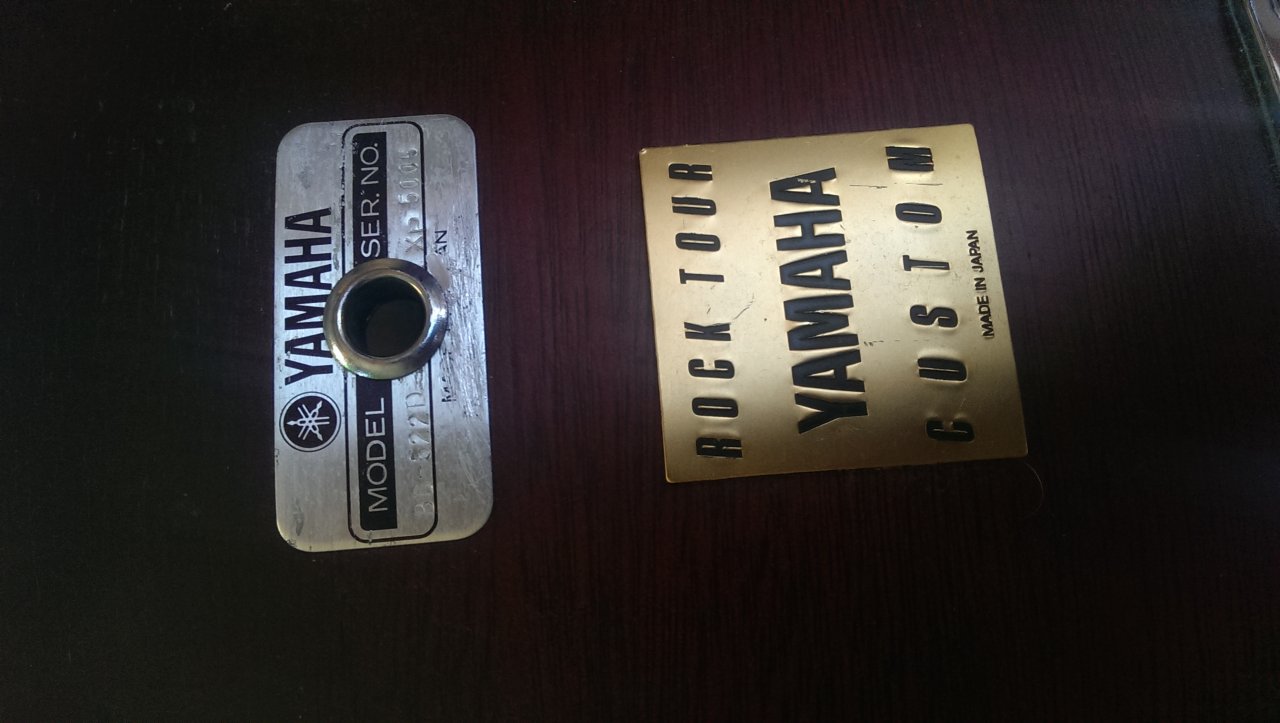 YAMAHA
MODEL SER. NO.
ROCK TOUR
YAMAHA
CUSTOM
MADE IN JAPAN